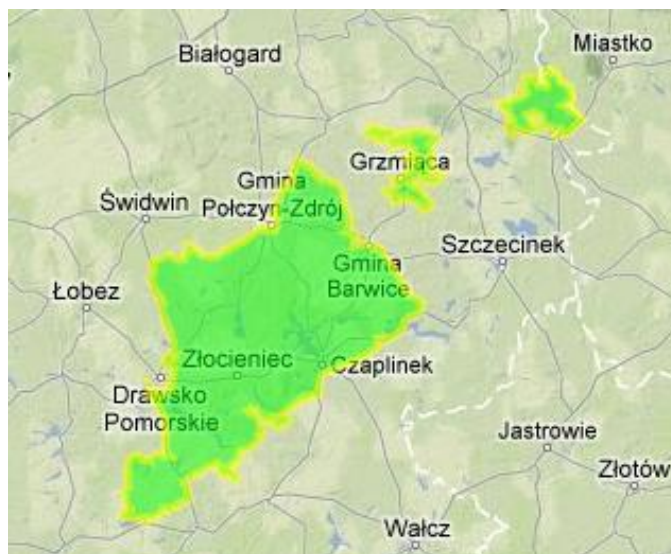 Miastko
Białogard
Grzmiąca
Gmina
Połczyn-Zdrój
Świdwin
Szczecinek
Gmina
Barwice
Łobez
Złocieniec
Czaplinek
Drawsko
Pomorskie
Jastrowie
Złotów
Wałcz